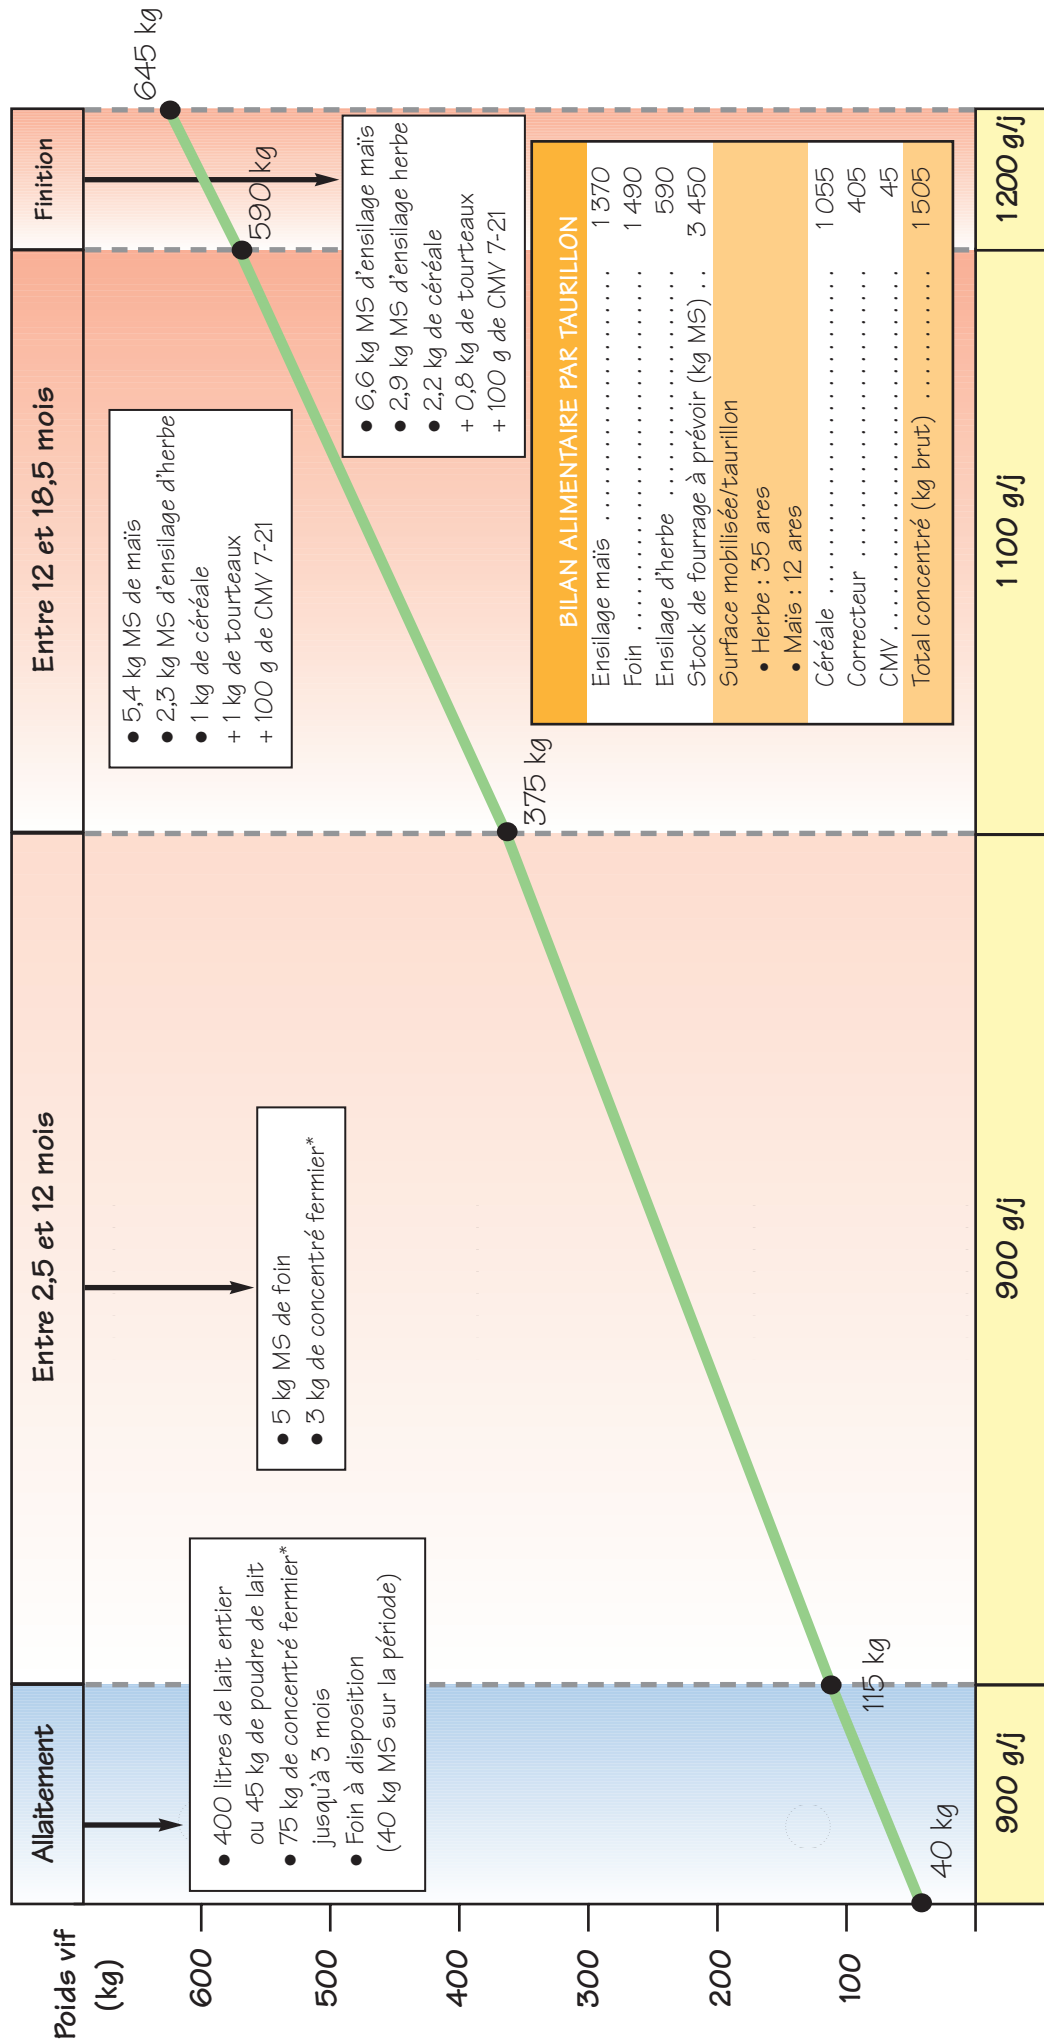 Poids vif
(kg)
600
500
400
300
200
100
Allaitement
Entre 2,5 et 12 mois
Entre 12 et 18,5 mois
Finition
• 400 litres de lait entier
ou 45 kg de poudre de lait
• 75 kg de concentré fermier*
jusqu'à 3 mois
• Foin à disposition
(40 kg MS sur la période)
• 5 kg MS de foin
• 3 kg de concentré fermier*
• 5,4 kg MS de maïs
• 2,3 kg MS d'ensilage d'herbe
• 1 kg de céréale
+ 1 kg de tourteaux
+ 100 g de CMV 7-21
• 6,6 kg MS d'ensilage maïs
• 2,9 kg MS d'ensilage herbe
• 2,2 kg de céréale
+ 0,8 kg de tourteaux
+ 100 g de CMV 7-21
40 kg
115 kg
375 kg
590 kg
645 kg
BILAN ALIMENTAIRE PAR TAURILLON
Ensilage maïs .......................... 1 370
Foin .......................... 1 490
Ensilage d'herbe .......................... 590
Stock de fourrage à prévoir (kg MS) .. 3 450
Surface mobilisée/taurillon
• Herbe : 35 ares
• Maïs : 12 ares
Céréale .......................... 1 055
Correcteur .......................... 405
CMV .......................... 45
Total concentré (kg brut) ............ 1 505
900 g/j
900 g/j
1 100 g/j
1 200 g/j